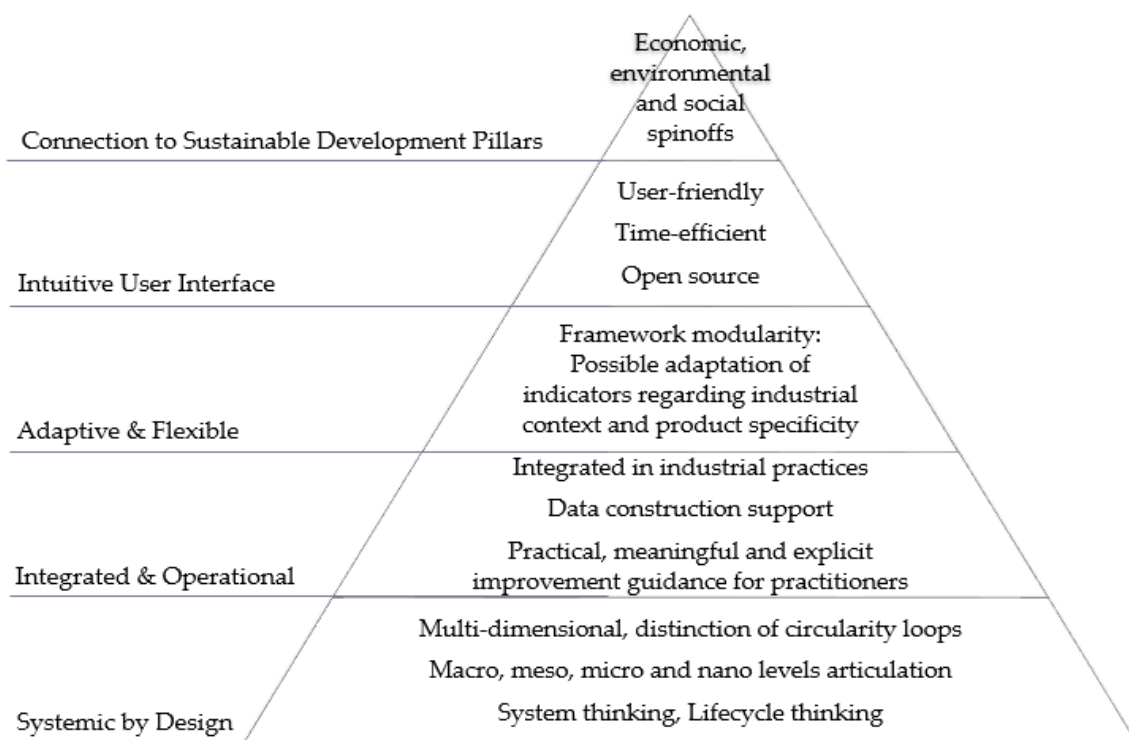 Economic,
environmental
and social
spinoffs
Connection to Sustainable Development Pillars
User-friendly
Time-efficient
Open source
Intuitive User Interface
Framework modularity:
Possible adaptation of
indicators regarding industrial
context and product specificity
Adaptive & Flexible
Integrated in industrial practices
Data construction support
Practical, meaningful and explicit
improvement guidance for practitioners
Integrated & Operational
Multi-dimensional, distinction of circularity loops
Macro, meso, micro and nano levels articulation
System thinking, Lifecycle thinking
Systemic by Design